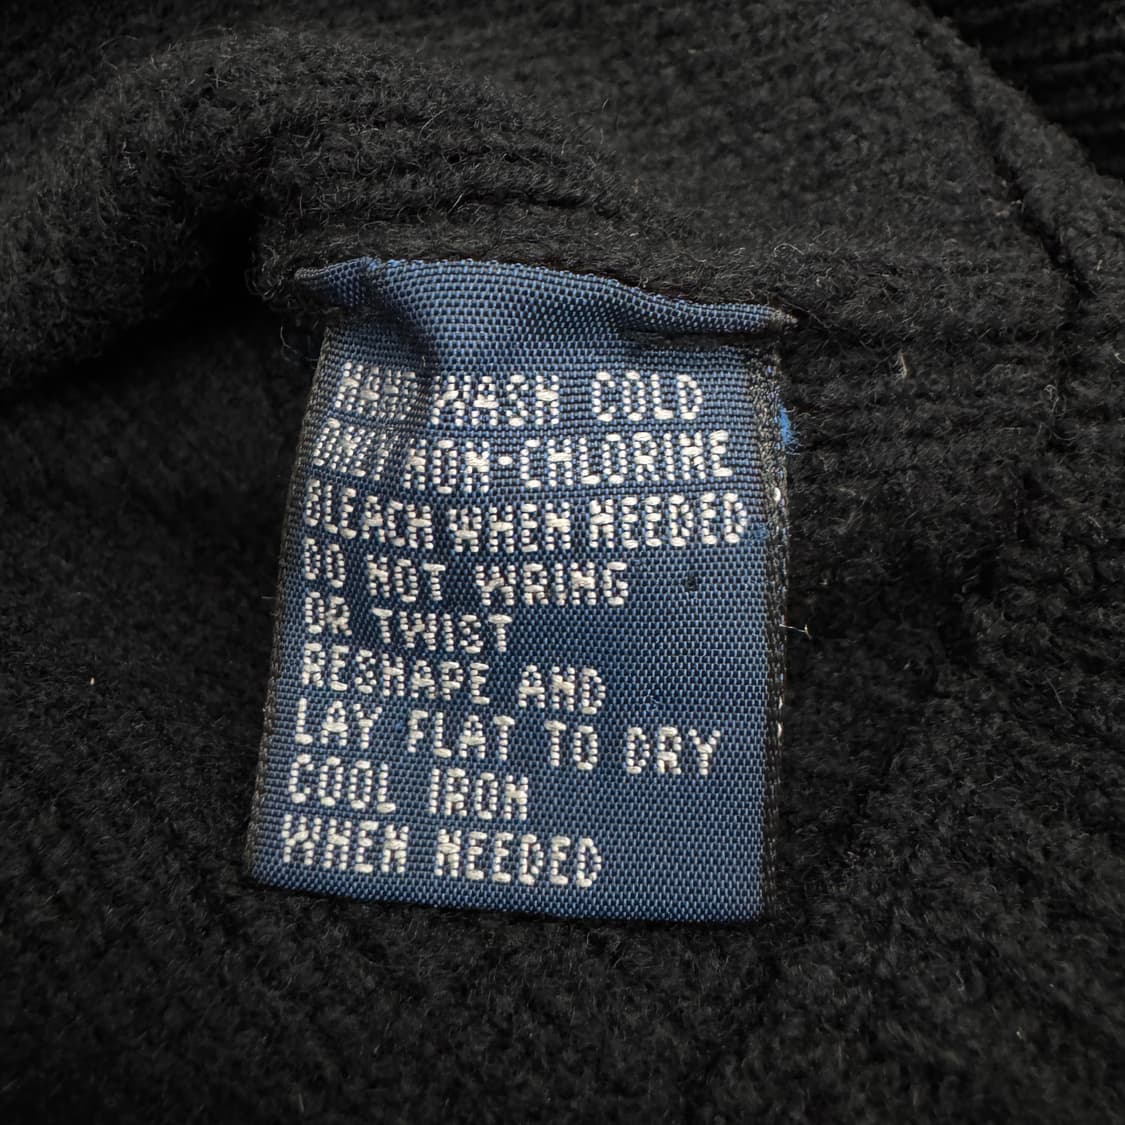 HAND WASH COLD
ONLY NON-CHLORINE
BLEACH WHEN NEEDED
DO NOT WRING
OR TWIST
RESHAPE AND
LAY FLAT TO DRY
COOL IRON
WHEN NEEDED